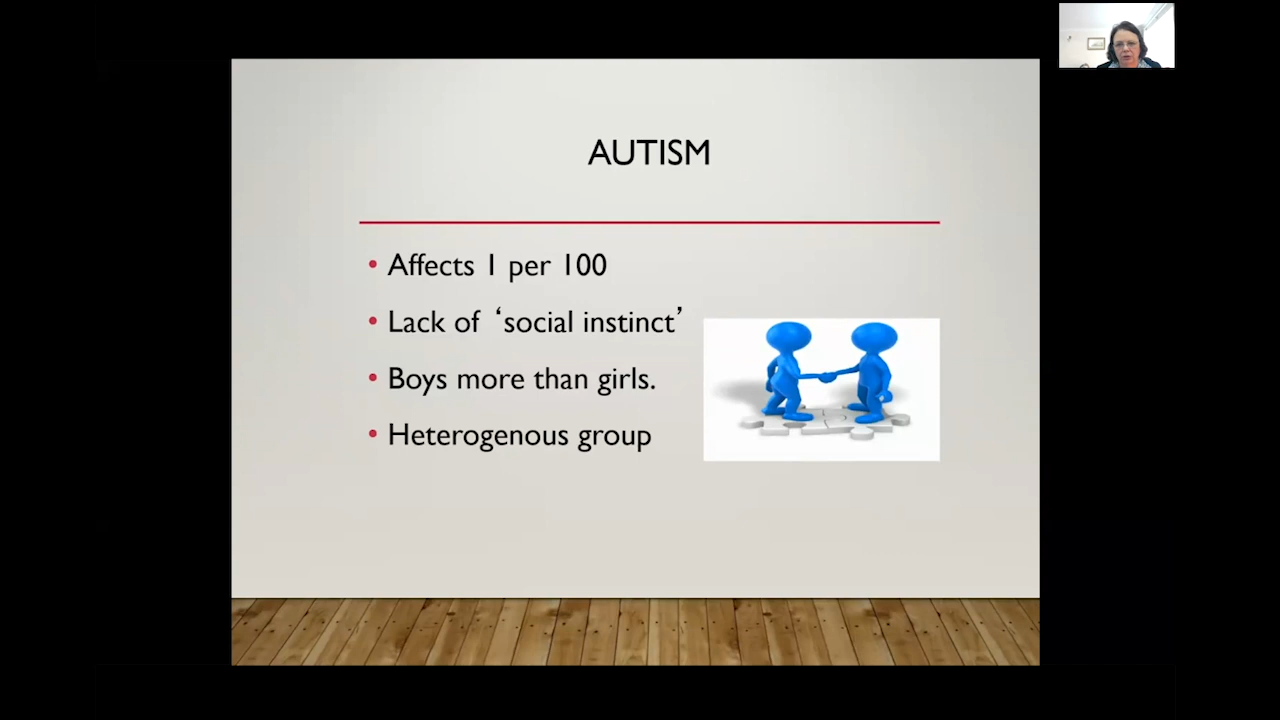 AUTISM
• Affects 1 per 100
• Lack of ‘social instinct’
• Boys more than girls.
• Heterogenous group